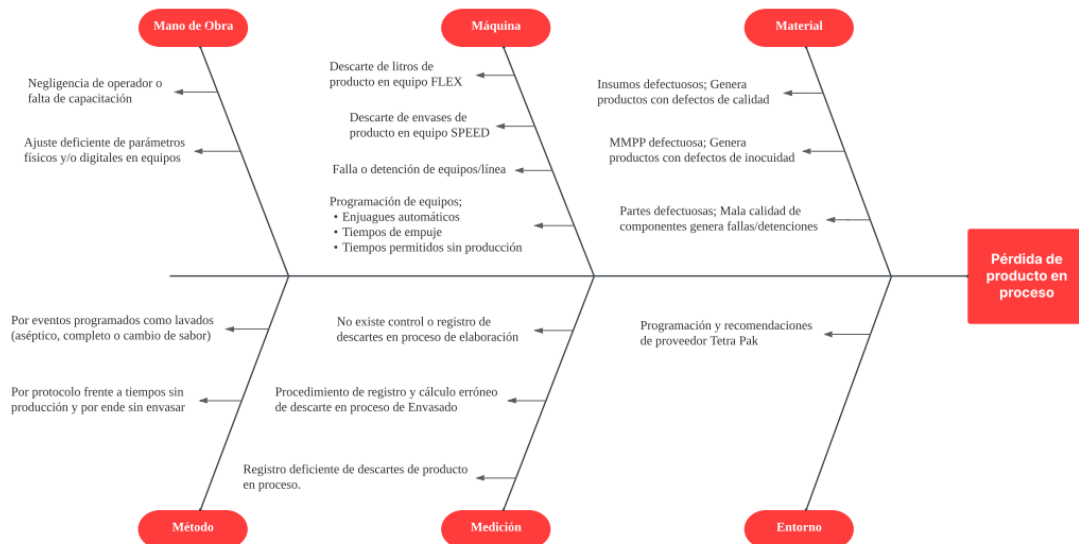 Mano de Obra
Máquina
Material
Negligencia de operador o
falta de capacitación
Ajuste deficiente de parámetros
físicos y/o digitales en equipos
Descarte de litros de
producto en equipo FLEX
Descarte de envases de
producto en equipo SPEED
Falla o detención de equipos/línea
Programación de equipos;
• Enjuagues automáticos
• Tiempos de empuje
• Tiempos permitidos sin producción
Insumos defectuosos; Genera
productos con defectos de calidad
MMPP defectuosa; Genera
productos con defectos de inocuidad
Partes defectuosas; Mala calidad de
componentes genera fallas/detenciones
Pérdida de
producto en
proceso
Por eventos programados como lavados
(aséptico, completo o cambio de sabor)
Por protocolo frente a tiempos sin
producción y por ende sin envasar
No existe control o registro de
descartes en proceso de elaboración
Procedimiento de registro y cálculo erróneo
de descarte en proceso de Envasado
Registro deficiente de descartes de producto
en proceso.
Programación y recomendaciones
de proveedor Tetra Pak
Método
Medición
Entorno